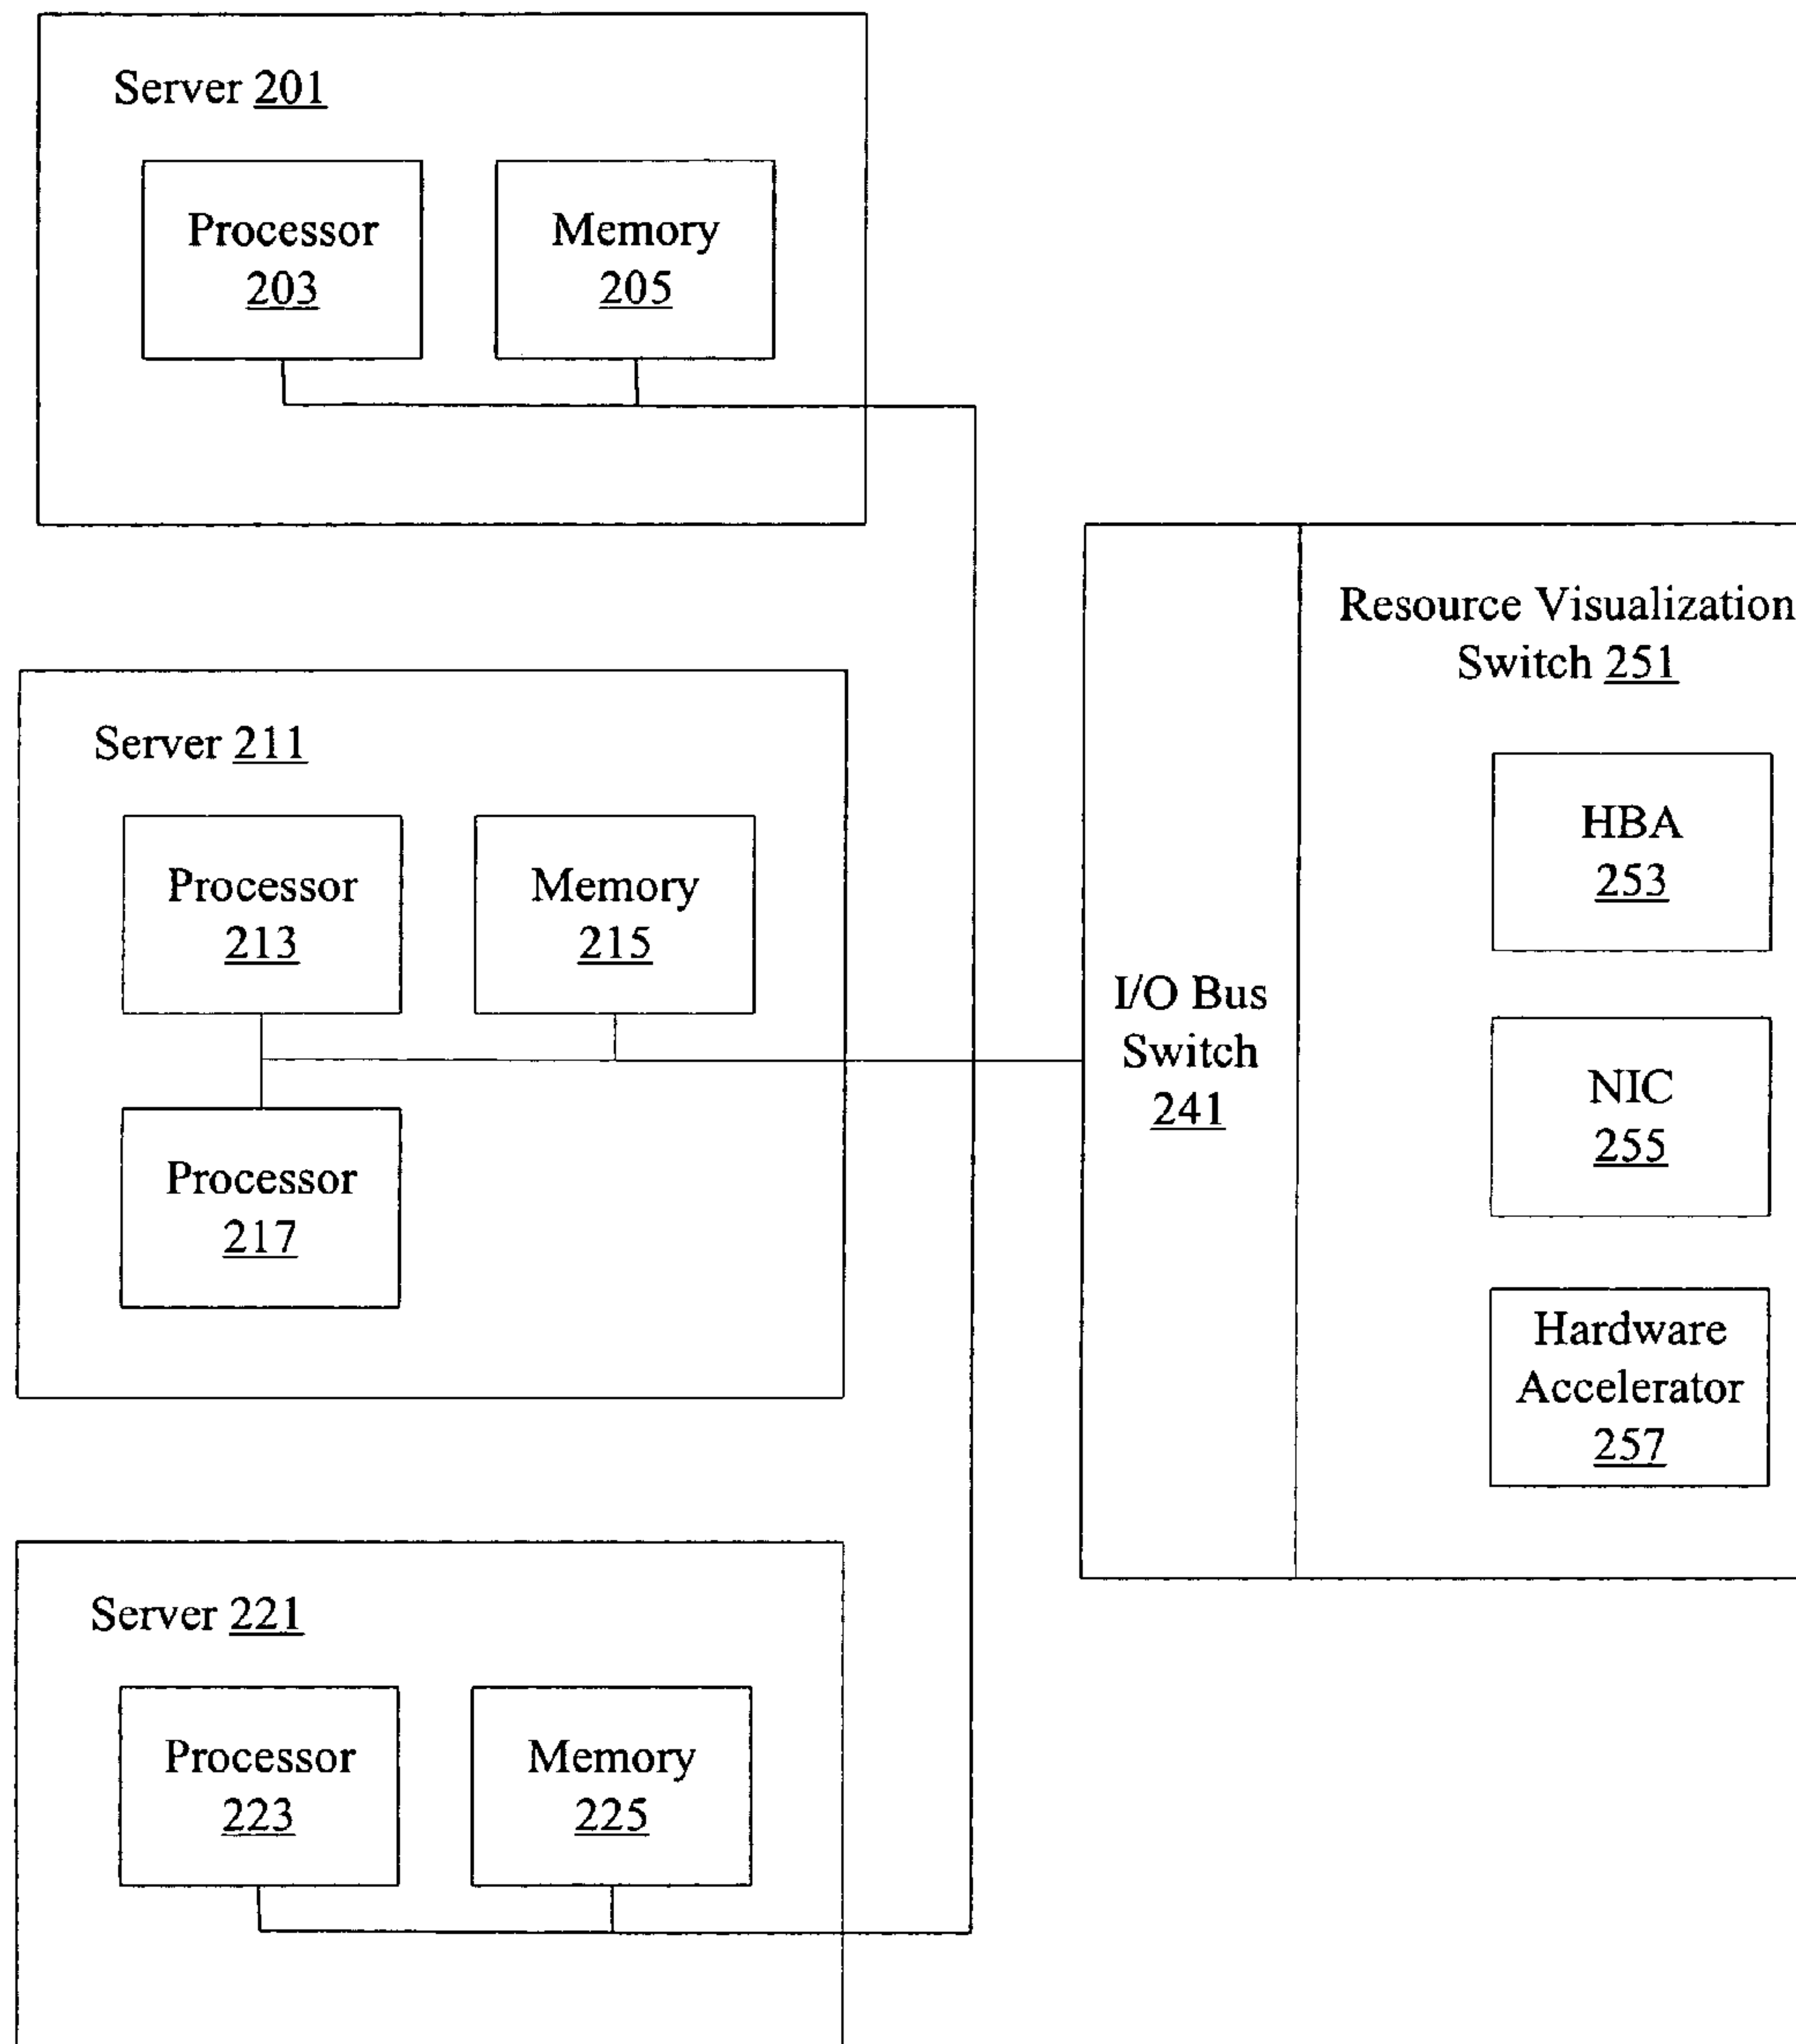 Server 201
Processor
203
Memory
205
Server 211
Processor
213
Memory
215
Processor
217
Server 221
Processor
223
Memory
225
I/O Bus
Switch
241
Resource Visualization
Switch 251
HBA
253
NIC
255
Hardware
Accelerator
257